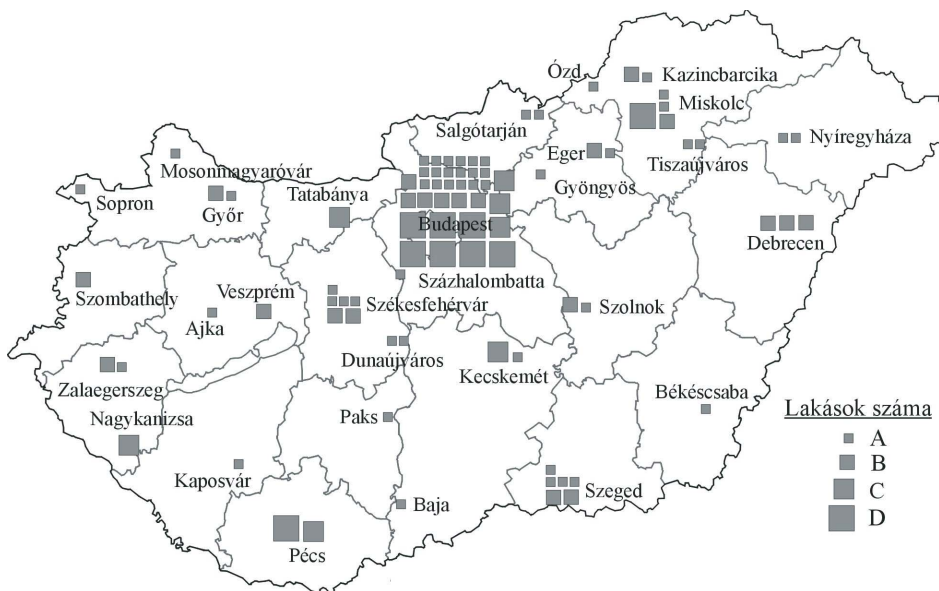 Ózd
Kazincbarcika
Miskolc
Salgótarján
Eger
Tiszaújváros
Nyíregyháza
Gyöngyös
Mosonmagyaróvár
Sopron
Győr
Tatabánya
Budapest
Debrecen
Szombathely
Veszprém
Ajka
Százhalombatta
Székesfehérvár
Szolnok
Dunaújváros
Kecskemét
Zalaegerszeg
Nagykanizsa
Paks
Békéscsaba
Kaposvár
Baja
Szeged
Pécs
Lakások száma
A
B
C
D